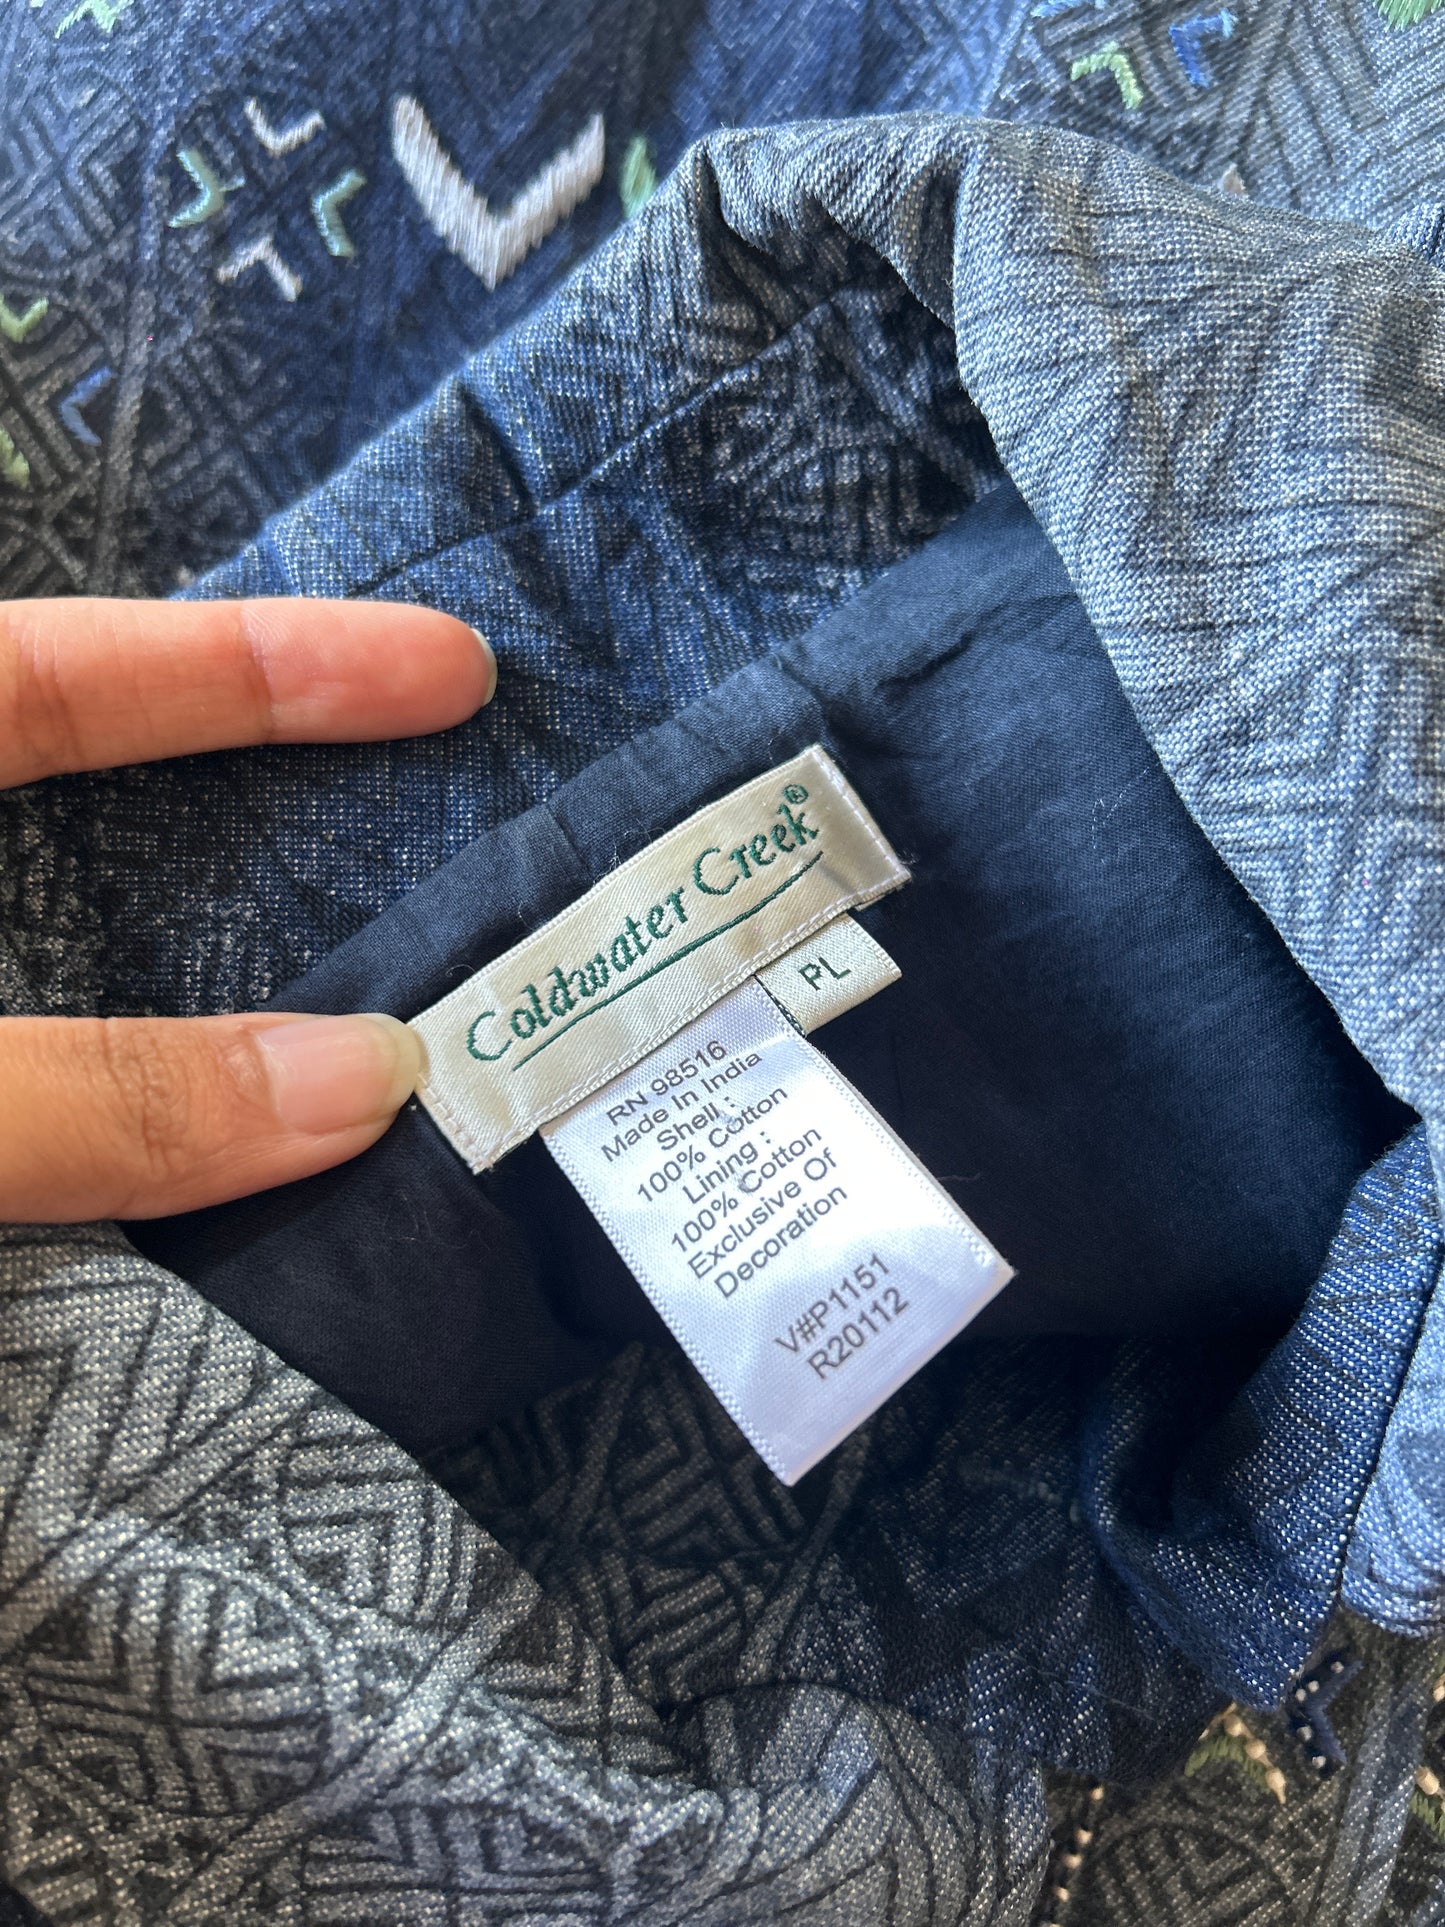 Coldwater Creek®
PL
RN 98516
Made In India
Shell :
100% Cotton
Lining :
100% Cotton
Exclusive Of
Decoration
V#P1151
R20112